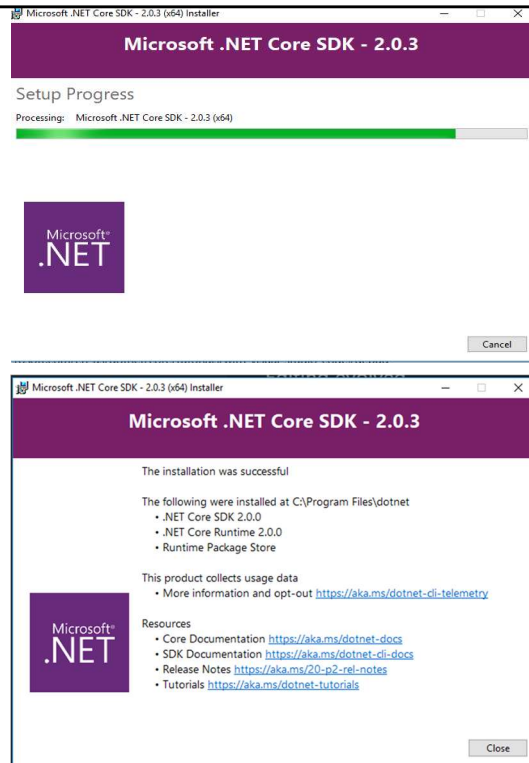 Microsoft .NET Core SDK - 2.0.3 (x64) Installer
Microsoft .NET Core SDK - 2.0.3
Setup Progress
Processing: Microsoft .NET Core SDK - 2.0.3 (x64)
Microsoft®
.NET
Cancel
Microsoft .NET Core SDK - 2.0.3 (x64) Installer
Microsoft .NET Core SDK - 2.0.3
The installation was successful
The following were installed at C:\Program Files\dotnet
• .NET Core SDK 2.0.0
• .NET Core Runtime 2.0.0
• Runtime Package Store
This product collects usage data
• More information and opt-out https://aka.ms/dotnet-cli-telemetry
Microsoft®
.NET
Resources
• Core Documentation https://aka.ms/dotnet-docs
• SDK Documentation https://aka.ms/dotnet-cli-docs
• Release Notes https://aka.ms/20-p2-rel-notes
• Tutorials https://aka.ms/dotnet-tutorials
Close